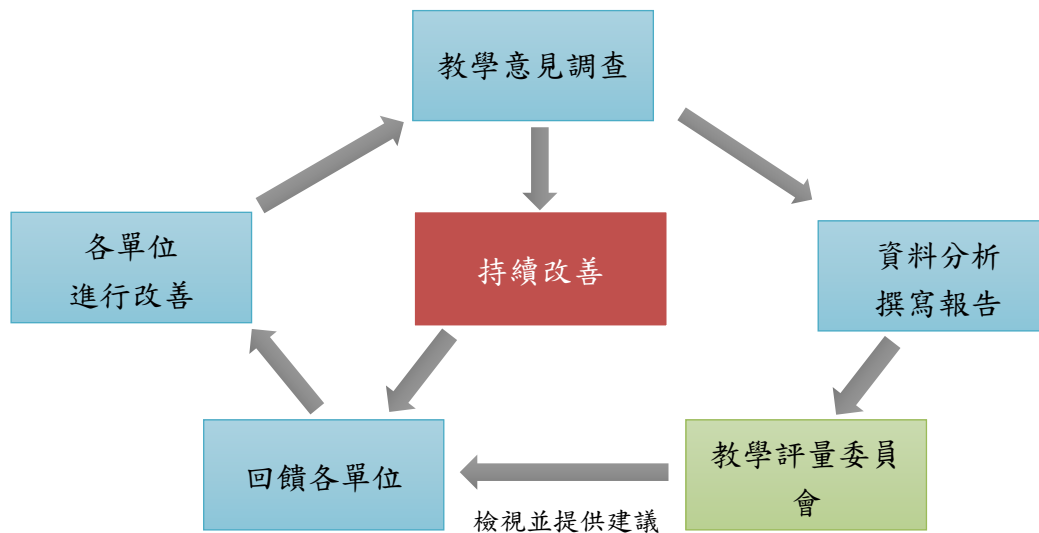 教學意見調查
各單位
進行改善
持續改善
資料分析
撰寫報告
回饋各單位
教學評量委員
會
檢視並提供建議